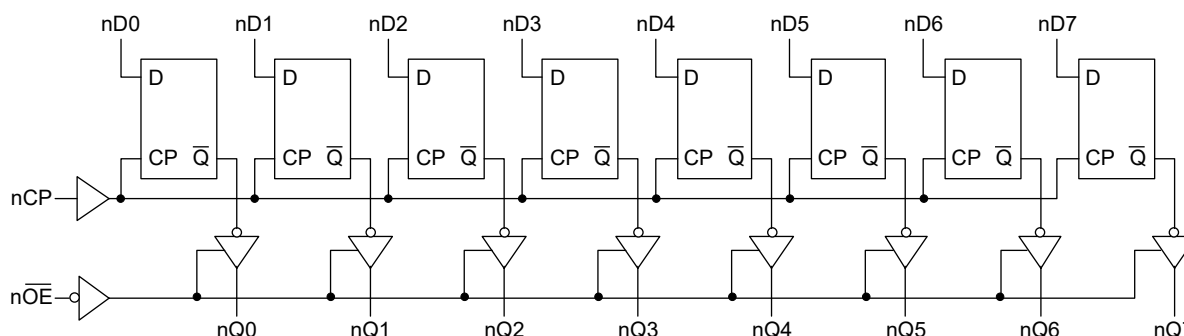 nD0 nD1 nD2 nD3 nD4 nD5 nD6 nD7
D D D D D D D D
CP Q̅ CP Q̅ CP Q̅ CP Q̅ CP Q̅ CP Q̅ CP Q̅ CP Q̅
nCP
nO̅E̅
nQ0 nQ1 nQ2 nQ3 nQ4 nQ5 nQ6